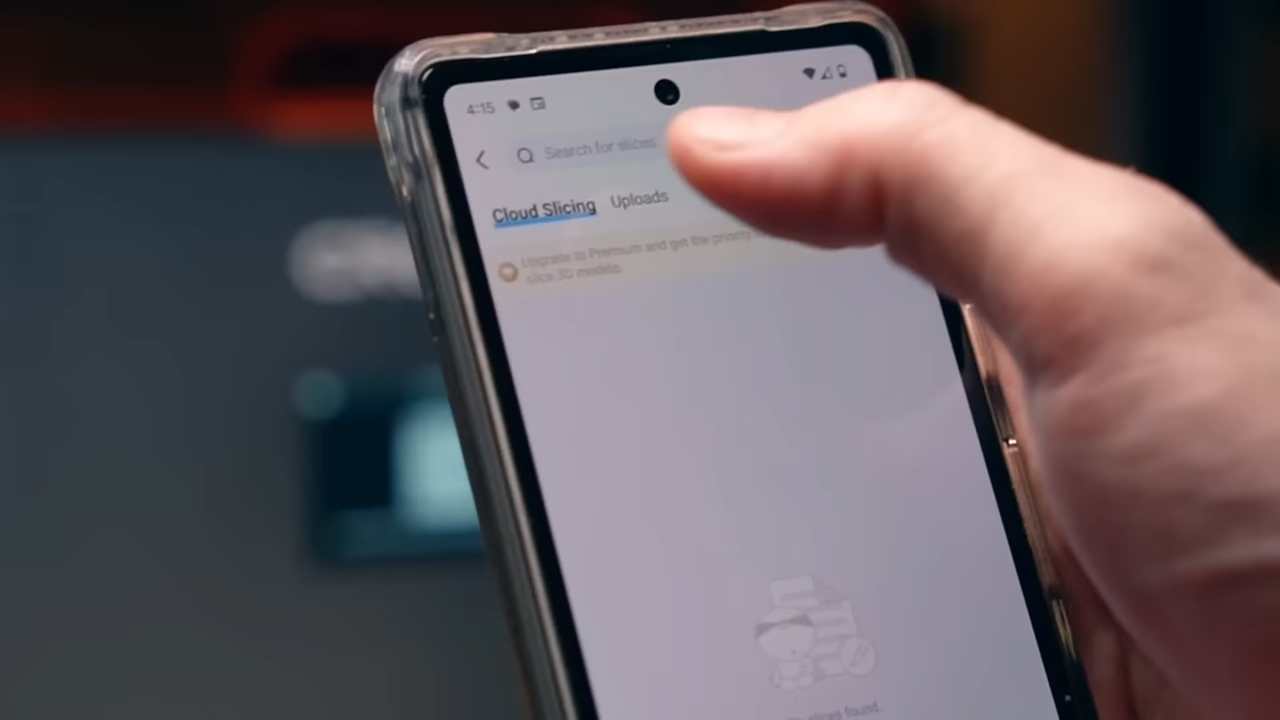 4:15
Search for slices
Cloud Slicing Uploads
Upgrade to Premium and get the priority
slice 3D models.
slices found.